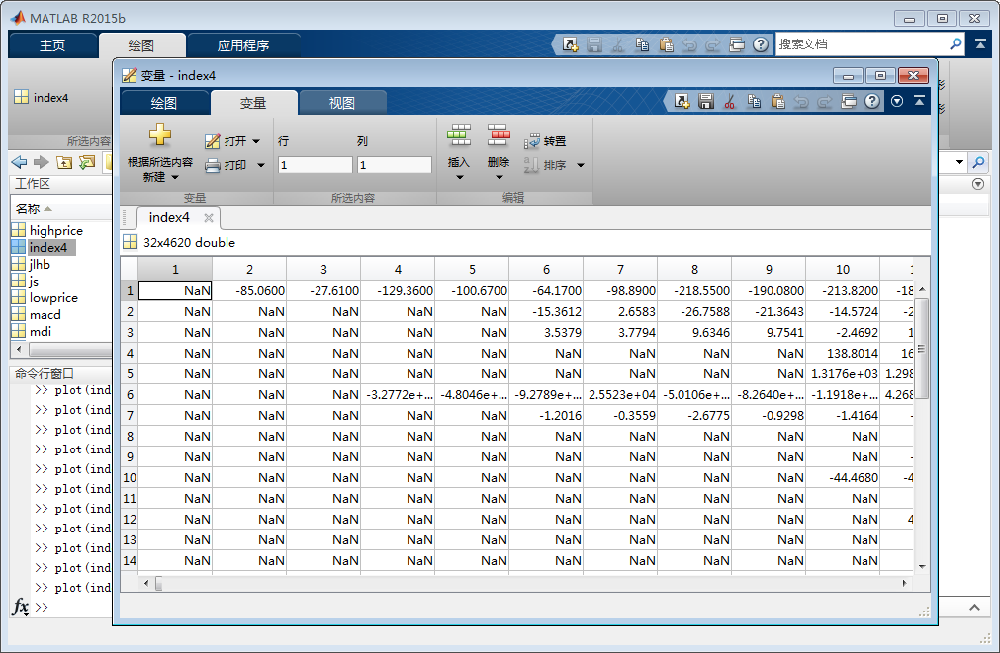 MATLAB R2015b
主页 绘图 应用程序 搜索文档
index4
所选内容
工作区
名称
highprice
index4
jlhb
js
lowprice
macd
mdi
命令行窗口
>> plot(ind
>> plot(ind
>> plot(ind
>> plot(ind
>> plot(ind
>> plot(ind
>> plot(ind
>> plot(ind
>> plot(ind
>> plot(ind
>> plot(ind
fx >>
变量 - index4
绘图 变量 视图
根据所选内容
新建
打开
打印
行 列
1 1
插入 删除
转置
排序
变量 所选内容 编辑
index4
32x4620 double
1 2 3 4 5 6 7 8 9 10
1 NaN -85.0600 -27.6100 -129.3600 -100.6700 -64.1700 -98.8900 -218.5500 -190.0800 -213.8200 -18
2 NaN NaN NaN NaN NaN -15.3612 2.6583 -26.7588 -21.3643 -14.5724 -2
3 NaN NaN NaN NaN NaN 3.5379 3.7794 9.6346 9.7541 -2.4692 1
4 NaN NaN NaN NaN NaN NaN NaN NaN NaN 138.8014 16
5 NaN NaN NaN NaN NaN NaN NaN NaN NaN 1.3176e+03 1.298
6 NaN NaN NaN -3.2772e+... -4.8046e+... -9.2789e+... 2.5523e+04 -5.0106e+... -8.2640e+... -1.1918e+... 4.268
7 NaN NaN NaN NaN NaN -1.2016 -0.3559 -2.6775 -0.9298 -1.4164 -
8 NaN NaN NaN NaN NaN NaN NaN NaN NaN NaN
9 NaN NaN NaN NaN NaN NaN NaN NaN NaN NaN -
10 NaN NaN NaN NaN NaN NaN NaN NaN NaN -44.4680 -4
11 NaN NaN NaN NaN NaN NaN NaN NaN NaN NaN
12 NaN NaN NaN NaN NaN NaN NaN NaN NaN NaN 4
13 NaN NaN NaN NaN NaN NaN NaN NaN NaN NaN
14 NaN NaN NaN NaN NaN NaN NaN NaN NaN NaN